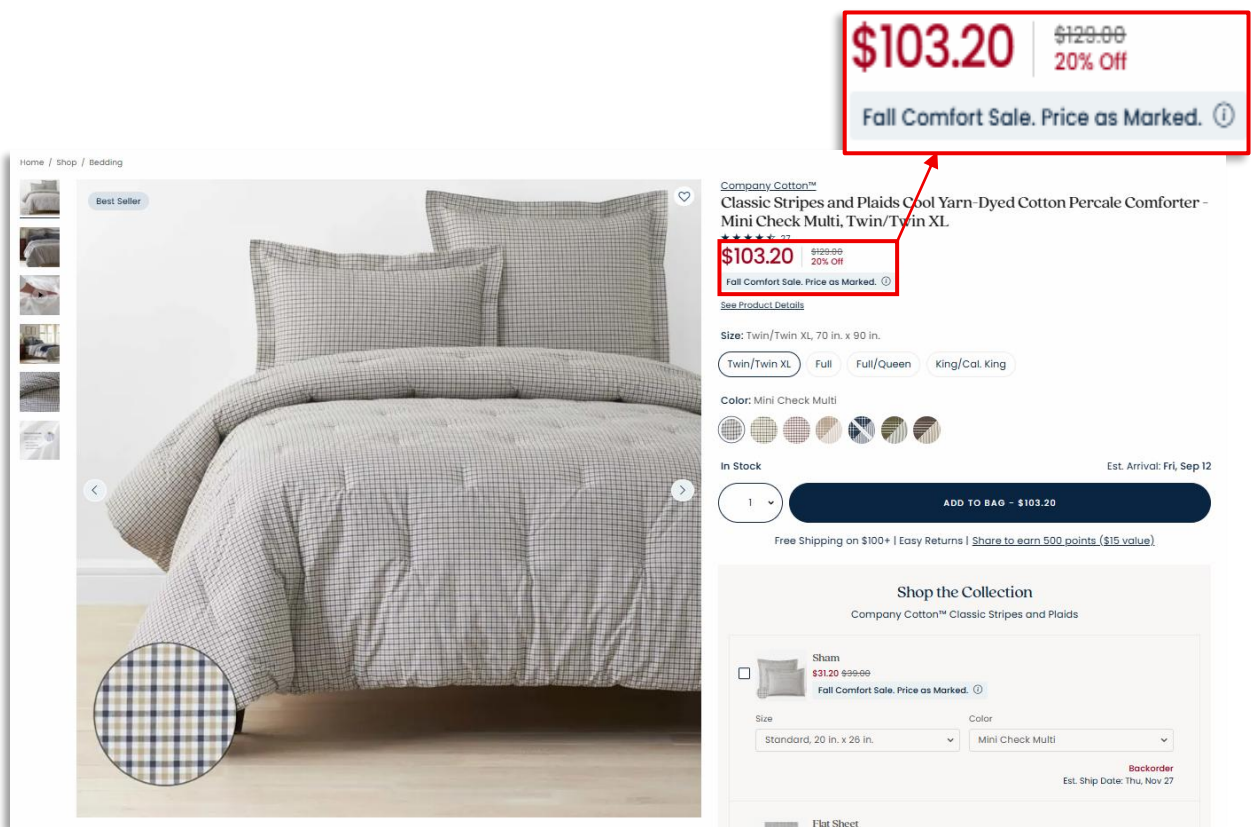 $103.20
$129.00
20% Off
Fall Comfort Sale. Price as Marked.
Home / Shop / Bedding
Best Seller
Company Cotton™
Classic Stripes and Plaids Cool Yarn-Dyed Cotton Percale Comforter -
Mini Check Multi, Twin/Twin XL
$103.20
$129.00
20% Off
Fall Comfort Sale. Price as Marked.
See Product Details
Size: Twin/Twin XL, 70 in. x 90 in.
Twin/Twin XL Full Full/Queen King/Cal. King
Color: Mini Check Multi
In Stock Est. Arrival: Fri, Sep 12
1 ADD TO BAG - $103.20
Free Shipping on $100+ | Easy Returns | Share to earn 500 points ($15 value)
Shop the Collection
Company Cotton™ Classic Stripes and Plaids
Sham
$31.20 $39.00
Fall Comfort Sale. Price as Marked.
Size Color
Standard, 20 in. x 26 in. Mini Check Multi
Backorder
Est. Ship Date: Thu, Nov 27
Flat Sheet